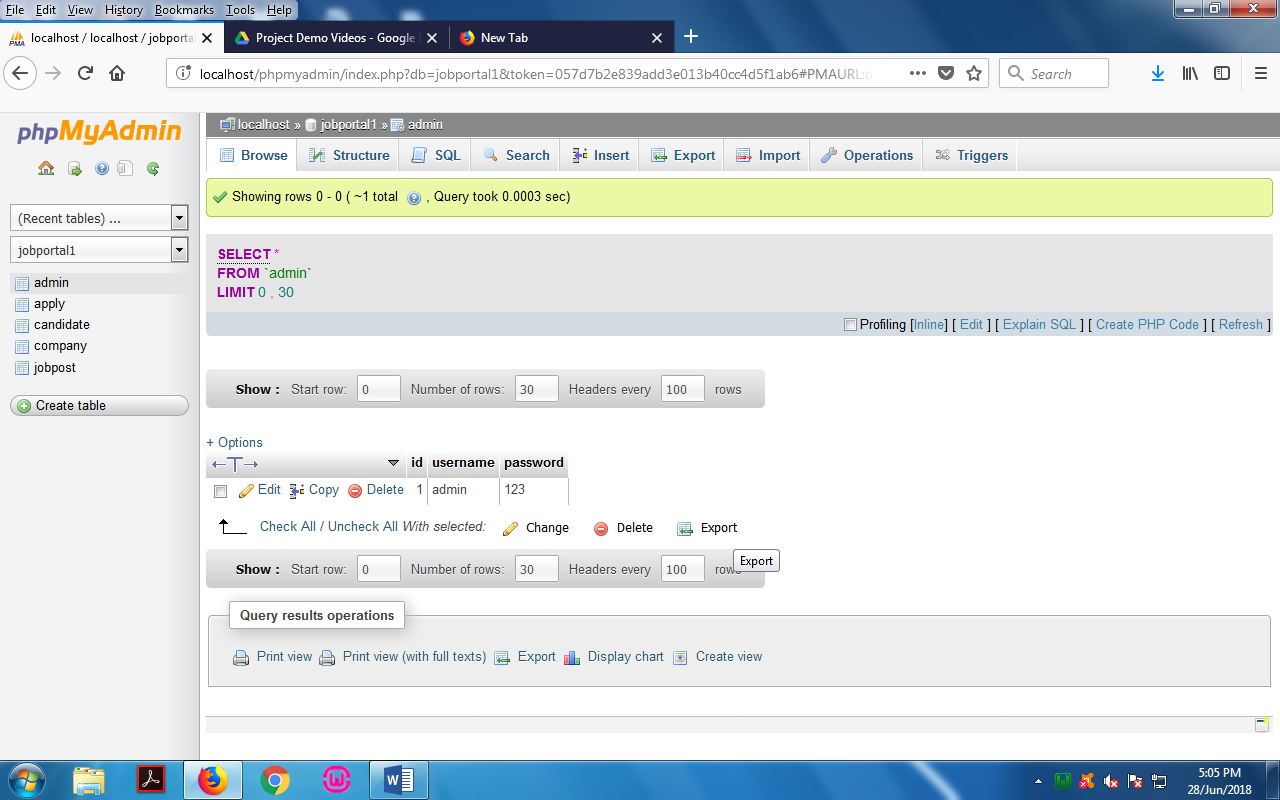 File Edit View History Bookmarks Tools Help
localhost / localhost / jobportal
Project Demo Videos - Google
New Tab
localhost/phpmyadmin/index.php?db=jobportal1&token=057d7b2e839add3e013b40cc4d5f1ab6#PMAURL:d
Search
phpMyAdmin
localhost » jobportal1 » admin
Browse Structure SQL Search Insert Export Import Operations Triggers
Showing rows 0 - 0 ( ~1 total , Query took 0.0003 sec)
(Recent tables) ...
jobportal1
admin
apply
candidate
company
jobpost
Create table
SELECT *
FROM `admin`
LIMIT 0 , 30
Profiling [Inline] [ Edit ] [ Explain SQL ] [ Create PHP Code ] [ Refresh ]
Show : Start row: 0 Number of rows: 30 Headers every 100 rows
+ Options
←T→ id username password
Edit Copy Delete 1 admin 123
Check All / Uncheck All With selected: Change Delete Export
Export
Show : Start row: 0 Number of rows: 30 Headers every 100 rows
Query results operations
Print view Print view (with full texts) Export Display chart Create view
5:05 PM
28/Jun/2018